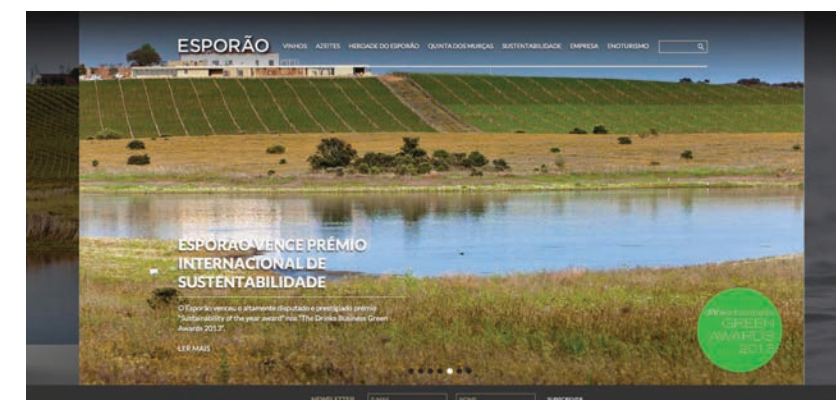 ESPORÃO
VINHOS AZEITES HERDADE DO ESPORÃO QUINTA DOS MURÇAS SUSTENTABILIDADE EMPRESA ENOTURISMO
ESPORÃO VENCE PRÉMIO
INTERNACIONAL DE
SUSTENTABILIDADE
O Esporão venceu o altamente disputado e prestigiado prémio
"Sustainability of the year award" nos "The Drinks Business Green
Awards 2013".
LER MAIS
GREEN
AWARDS
2013
NEWSLETTER E-MAIL NOME SUBSCREVER